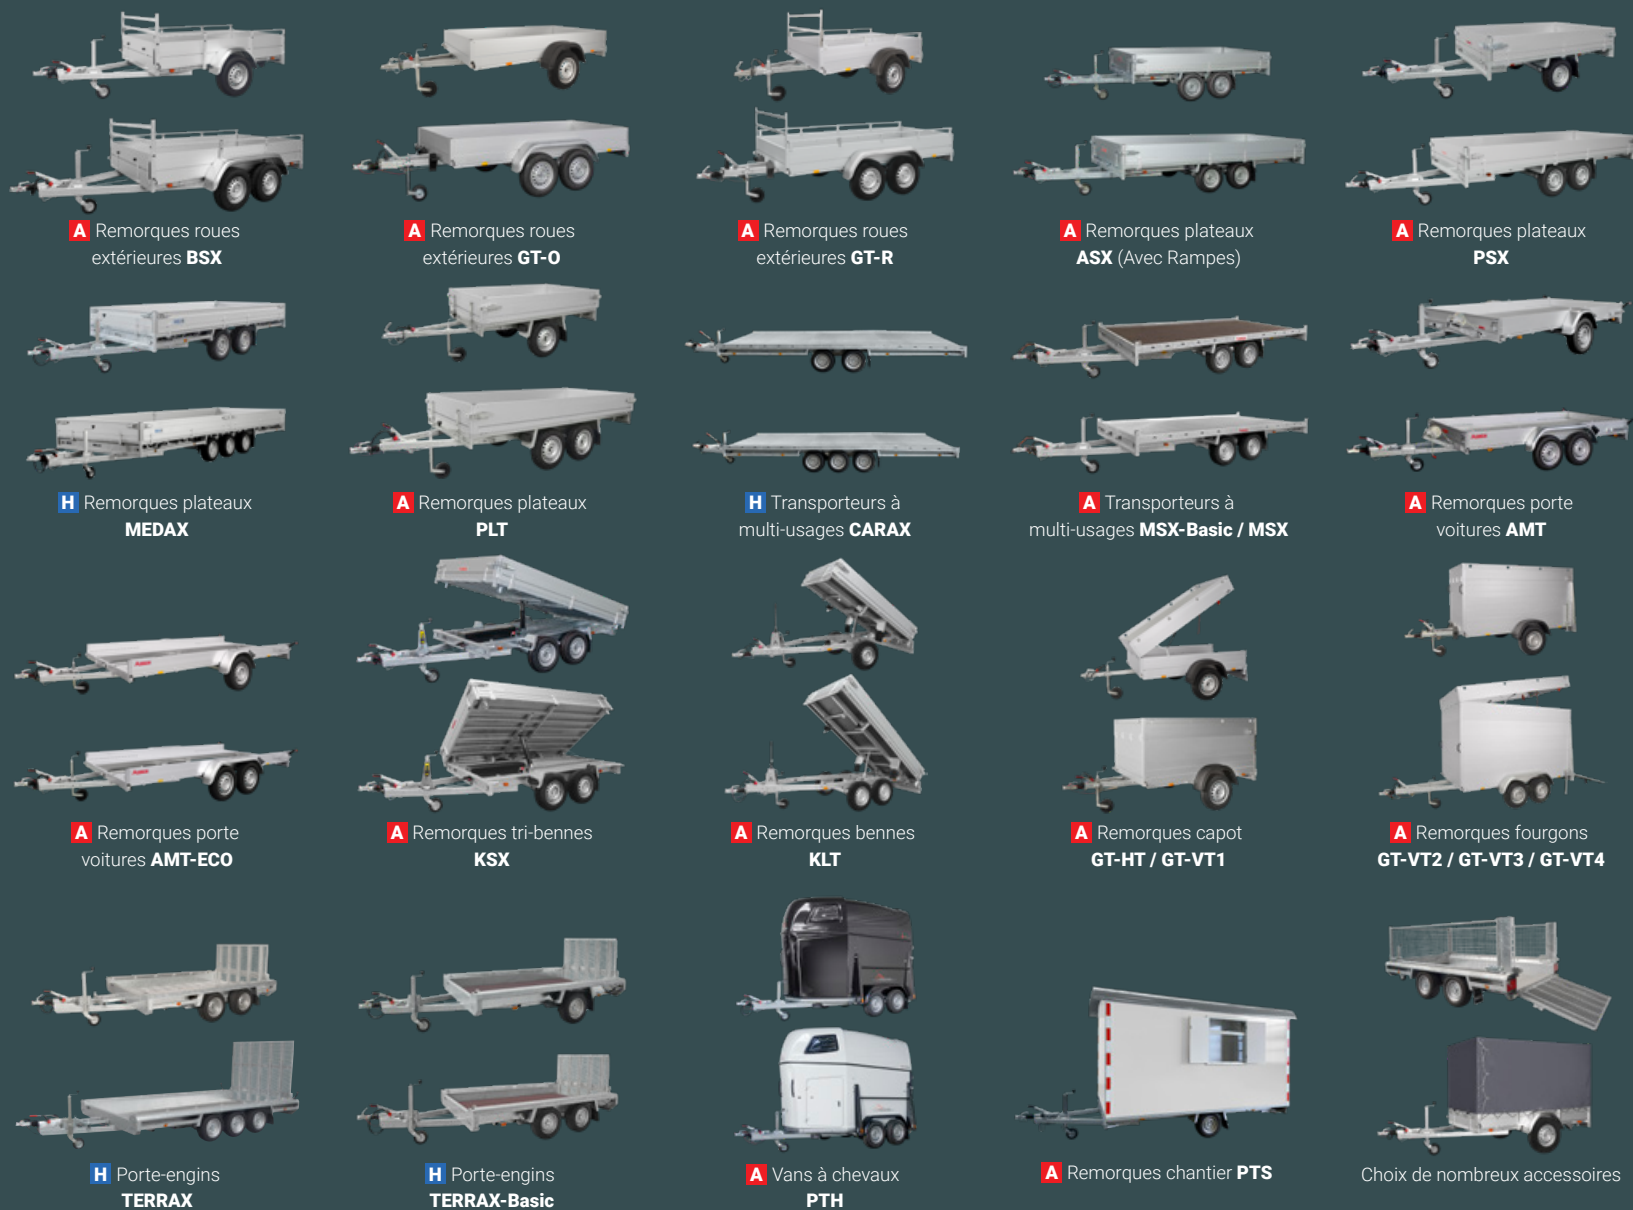 A Remorques roues
extérieures BSX
A Remorques roues
extérieures GT-O
A Remorques roues
extérieures GT-R
A Remorques plateaux
ASX (Avec Rampes)
A Remorques plateaux
PSX
H Remorques plateaux
MEDAX
A Remorques plateaux
PLT
H Transporteurs à
multi-usages CARAX
A Transporteurs à
multi-usages MSX-Basic / MSX
A Remorques porte
voitures AMT
A Remorques porte
voitures AMT-ECO
A Remorques tri-bennes
KSX
A Remorques bennes
KLT
A Remorques capot
GT-HT / GT-VT1
A Remorques fourgons
GT-VT2 / GT-VT3 / GT-VT4
H Porte-engins
TERRAX
H Porte-engins
TERRAX-Basic
A Vans à chevaux
PTH
A Remorques chantier PTS
Choix de nombreux accessoires